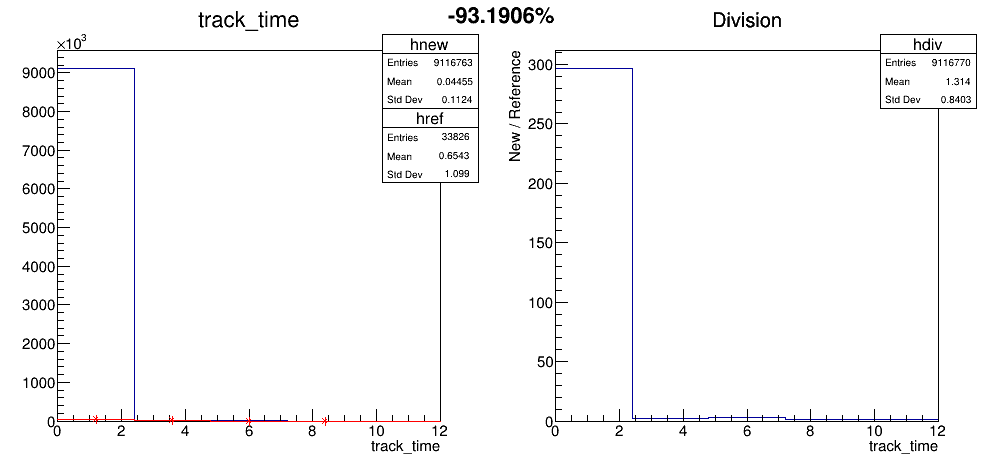 -93.1906%
track_time
×10³
hnew
Entries 9116763
Mean 0.04455
Std Dev 0.1124
href
Entries 33826
Mean 0.6543
Std Dev 1.099
9000
8000
7000
6000
5000
4000
3000
2000
1000
0
0 2 4 6 8 10 12
track_time
Division
hdiv
Entries 9116770
Mean 1.314
Std Dev 0.8403
New / Reference
300
250
200
150
100
50
0
0 2 4 6 8 10 12
track_time